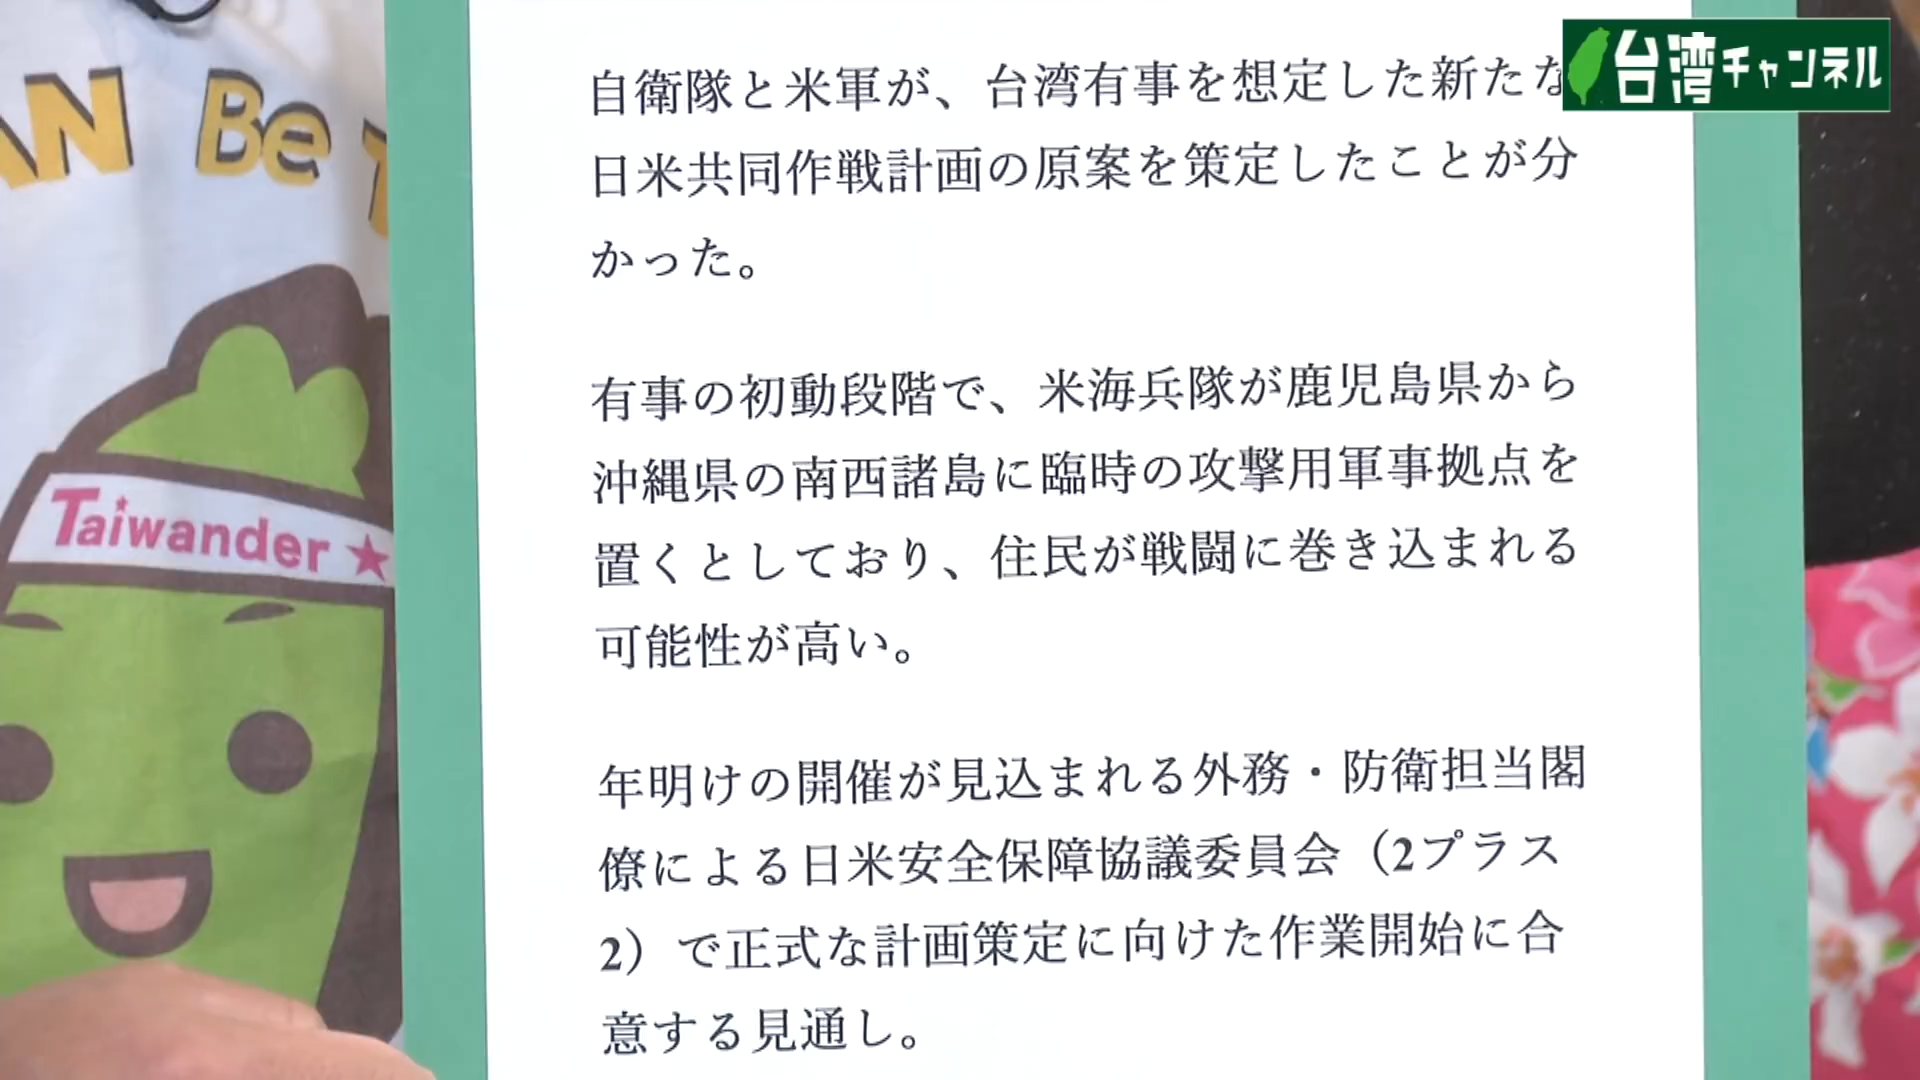 台湾チャンネル
AN Be T
Taiwander★
自衛隊と米軍が、台湾有事を想定した新たな
日米共同作戦計画の原案を策定したことが分
かった。
有事の初動段階で、米海兵隊が鹿児島県から
沖縄県の南西諸島に臨時の攻撃用軍事拠点を
置くとしており、住民が戦闘に巻き込まれる
可能性が高い。
年明けの開催が見込まれる外務・防衛担当閣
僚による日米安全保障協議委員会（2プラス
2）で正式な計画策定に向けた作業開始に合
意する見通し。